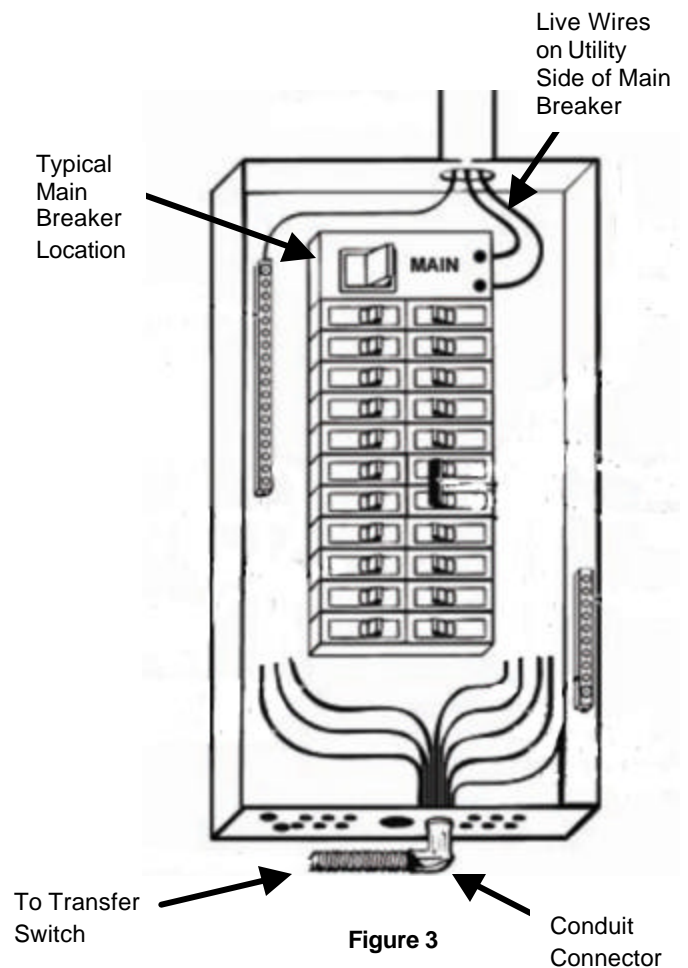 Live Wires
on Utility
Side of Main
Breaker
Typical
Main
Breaker
Location
MAIN
To Transfer
Switch
Figure 3
Conduit
Connector